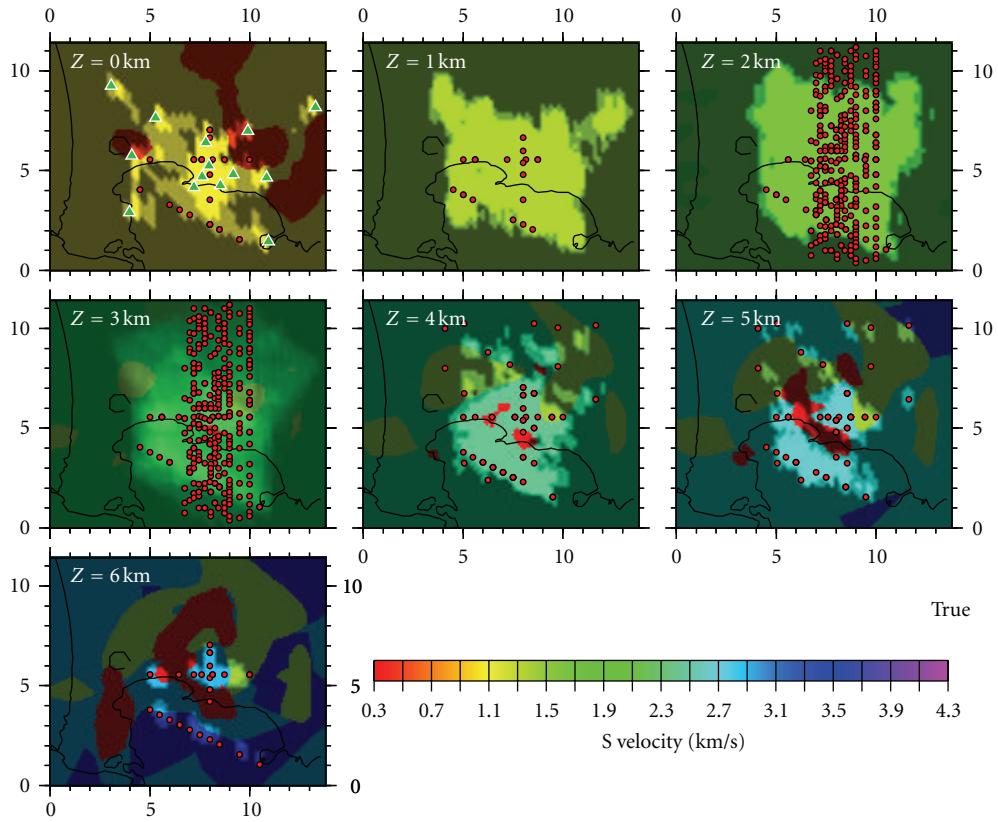 0 5 10 0 5 10 0 5 10
Z = 0 km Z = 1 km Z = 2 km
10 10
5 5
0 0
Z = 3 km Z = 4 km Z = 5 km
10 10
5 5
0 0
0 5 10 0 5 10
Z = 6 km
10 10
True
5 5
0.3 0.7 1.1 1.5 1.9 2.3 2.7 3.1 3.5 3.9 4.3
S velocity (km/s)
0 0
0 5 10